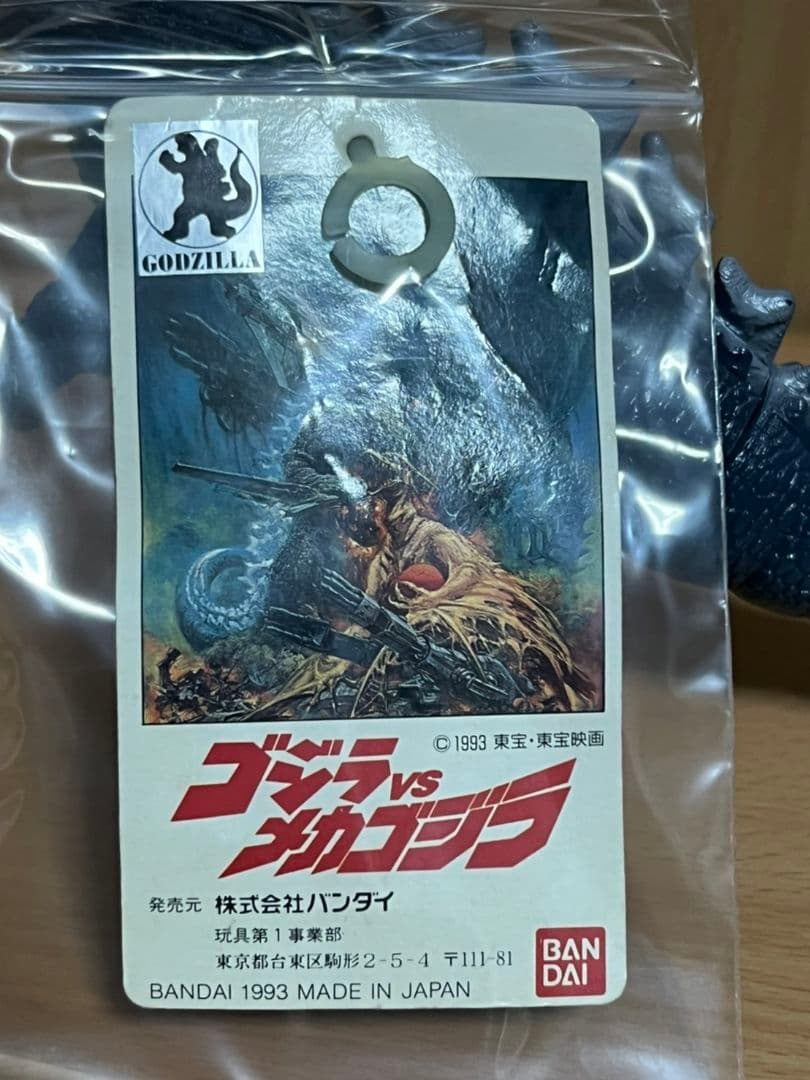 GODZILLA
© 1993 東宝・東宝映画
ゴジラ VS
メカゴジラ
発売元 株式会社バンダイ
玩具第1事業部
東京都台東区駒形2-5-4 〒111-81
BANDAI 1993 MADE IN JAPAN
BAN
DAI